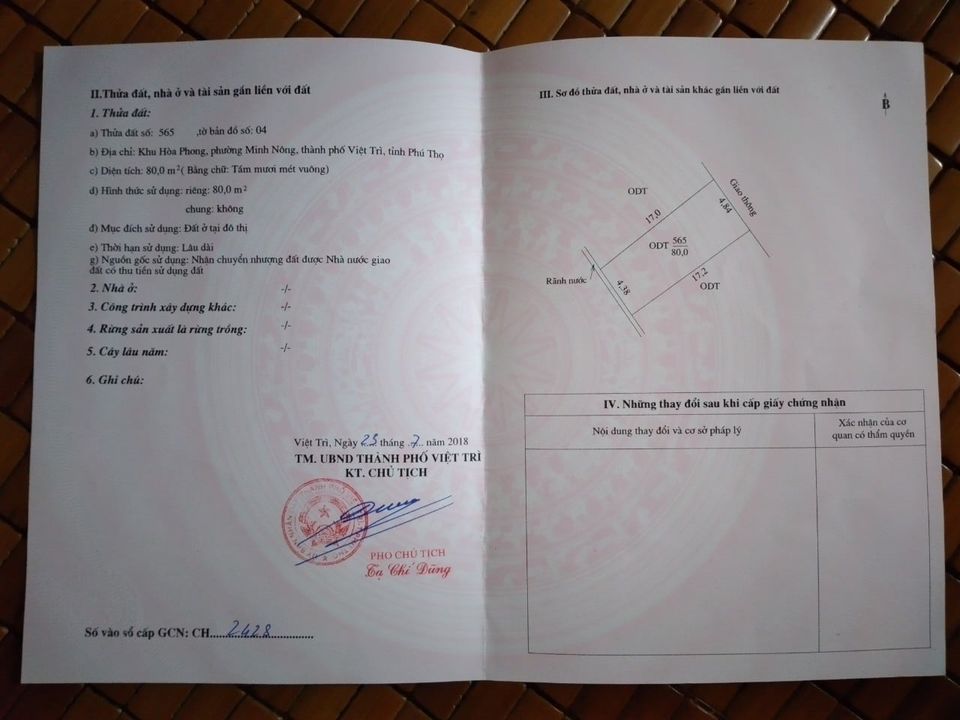 II.Thửa đất, nhà ở và tài sản gắn liền với đất
1. Thửa đất:
a) Thửa đất số: 565 ,tờ bản đồ số: 04
b) Địa chỉ: Khu Hòa Phong, phường Minh Nông, thành phố Việt Trì, tỉnh Phú Thọ
c) Diện tích: 80,0 m² ( Bằng chữ: Tám mươi mét vuông)
d) Hình thức sử dụng: riêng: 80,0 m²
chung: không
đ) Mục đích sử dụng: Đất ở tại đô thị
e) Thời hạn sử dụng: Lâu dài
g) Nguồn gốc sử dụng: Nhận chuyển nhượng đất được Nhà nước giao
đất có thu tiền sử dụng đất
2. Nhà ở: -/-
3. Công trình xây dựng khác: -/-
4. Rừng sản xuất là rừng trồng: -/-
5. Cây lâu năm: -/-
6. Ghi chú:
Việt Trì, Ngày 23 tháng .7.. năm 2018
TM. UBND THÀNH PHỐ VIỆT TRÌ
KT. CHỦ TỊCH
PHÓ CHỦ TỊCH
Tạ Chí Dũng
Số vào sổ cấp GCN: CH.....2428..............
III. Sơ đồ thửa đất, nhà ở và tài sản khác gắn liền với đất
B
ODT
Giao thông
17,0
4,84
ODT 565
80,0
Rãnh nước
4,38
17,2
ODT
IV. Những thay đổi sau khi cấp giấy chứng nhận
Nội dung thay đổi và cơ sở pháp lý
Xác nhận của cơ
quan có thẩm quyền